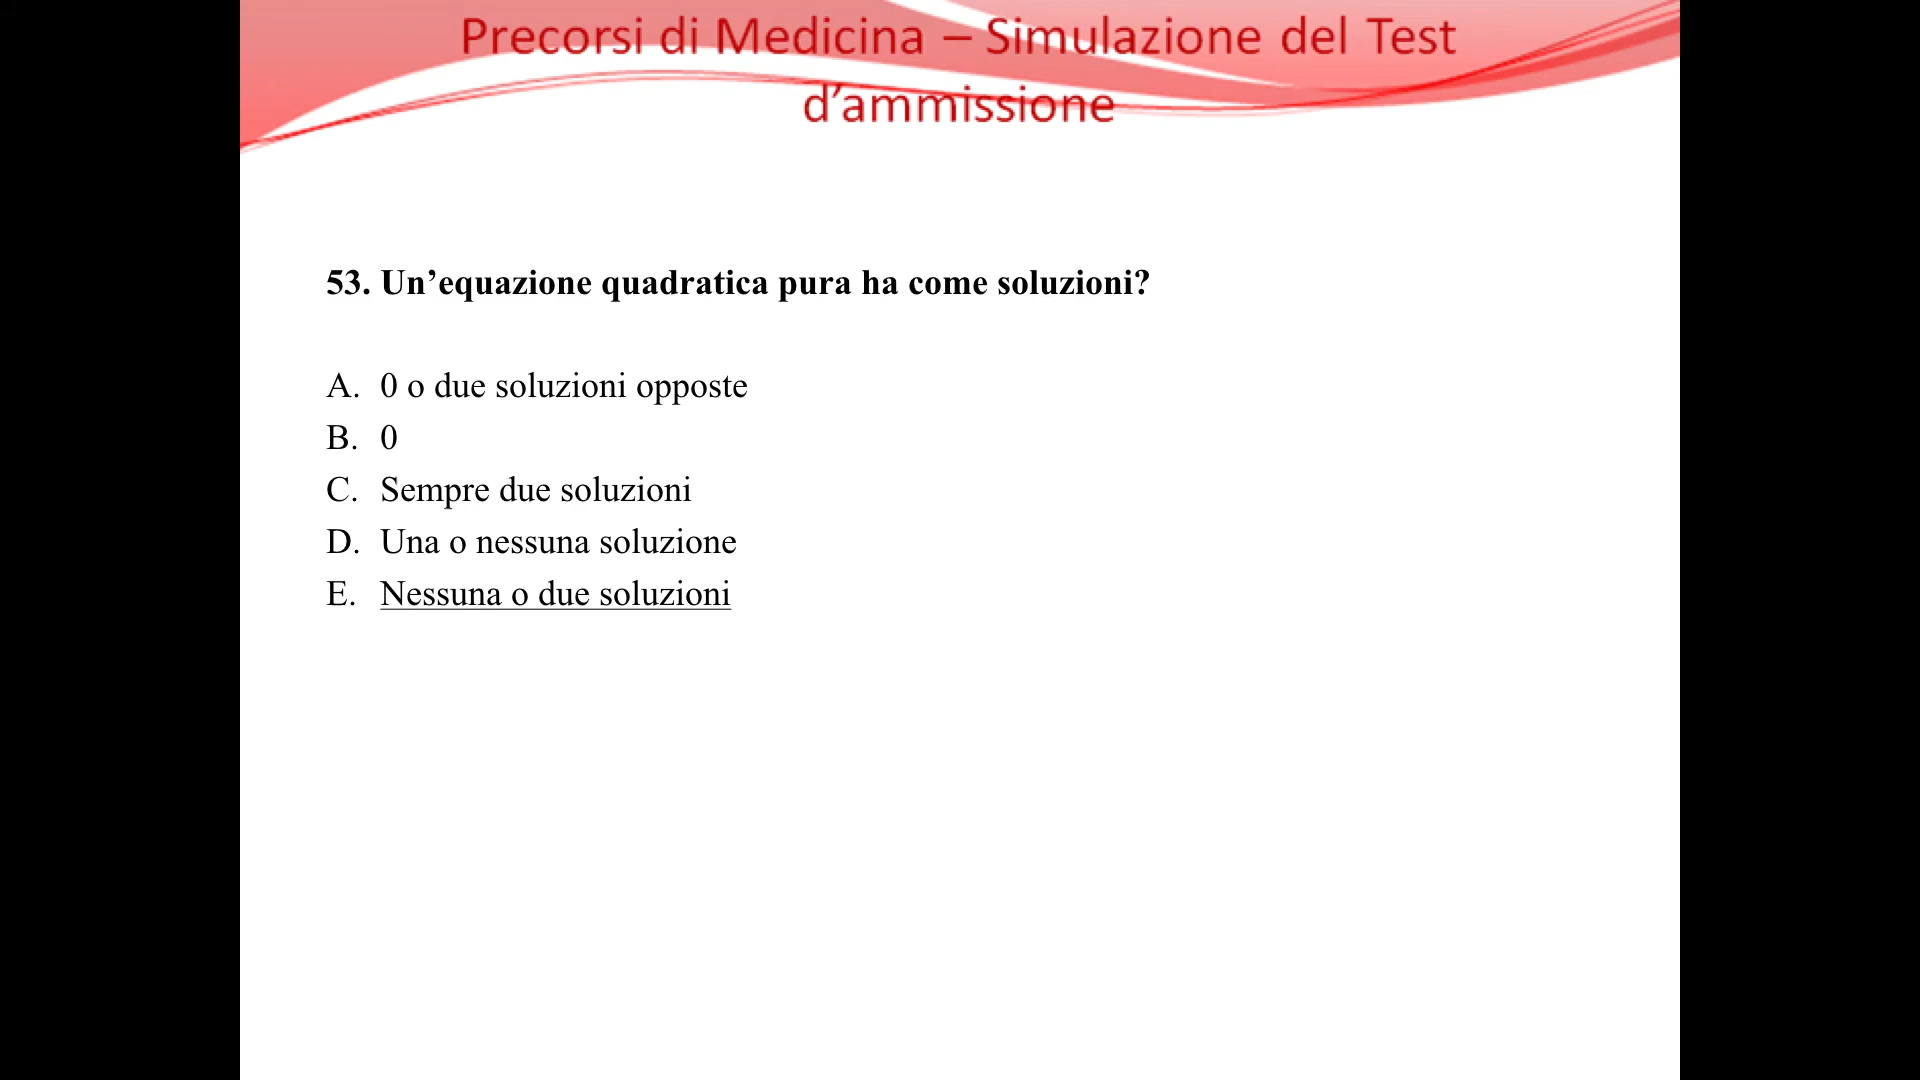 Precorsi di Medicina – Simulazione del Test
d’ammissione
53. Un’equazione quadratica pura ha come soluzioni?
A. 0 o due soluzioni opposte
B. 0
C. Sempre due soluzioni
D. Una o nessuna soluzione
E. Nessuna o due soluzioni